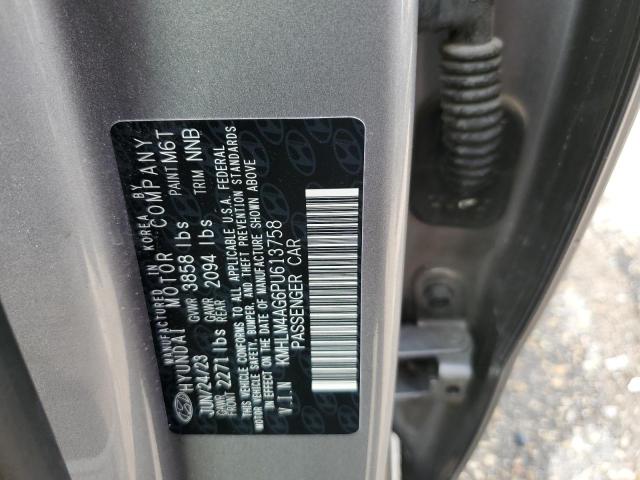 MANUFACTURED IN KOREA BY
HYUNDAI MOTOR COMPANY
JUN/24/23 GVWR 3858 lbs PAINT M6T
GAWR FRONT 2271 lbs GAWR REAR 2094 lbs TRIM NNB
THIS VEHICLE CONFORMS TO ALL APPLICABLE U.S.A. FEDERAL
MOTOR VEHICLE SAFETY, BUMPER, AND THEFT PREVENTION STANDARDS
IN EFFECT ON THE DATE OF MANUFACTURE SHOWN ABOVE
V.I.N KMHLM4AG6PU613758
PASSENGER CAR